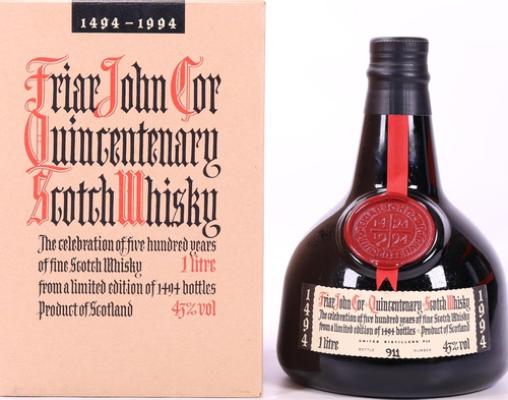 1494-1994
Friar John Cor
Quincentenary
Scotch Whisky
The celebration of five hundred years
of fine Scotch Whisky 1 litre
from a limited edition of 1494 bottles
Product of Scotland 43% vol
1494
1994
1494
Friar John Cor · Quincentenary · Scotch Whisky
The celebration of five hundred years of fine Scotch Whisky
from a limited edition of 1494 bottles · Product of Scotland
1 litre UNITED DISTILLERS PLC 43% vol
BOTTLE 911 NUMBER
1994